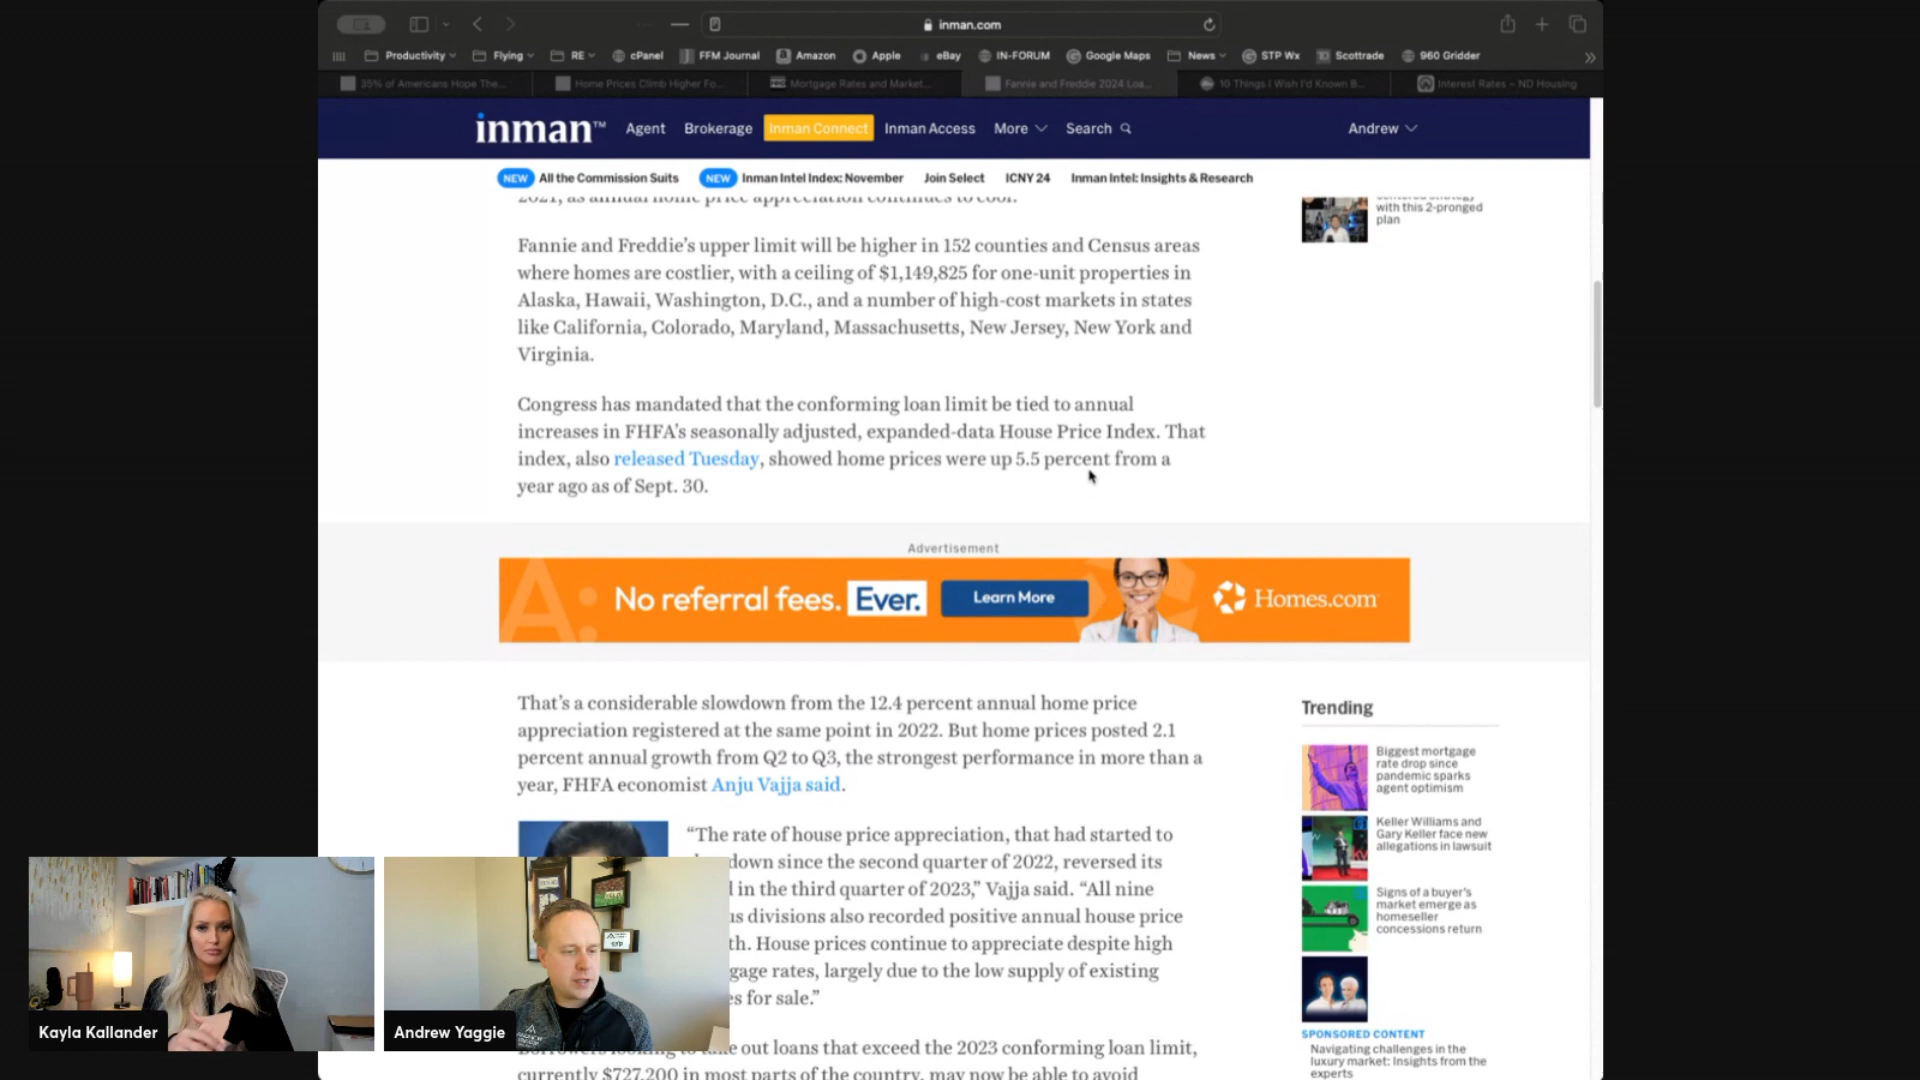 inman.com
Productivity
Flying
RE
cPanel
FFM Journal
Amazon
Apple
eBay
IN-FORUM
Google Maps
News
STP Wx
Scottrade
960 Gridder
35% of Americans Hope The...
Home Prices Climb Higher Fo...
Mortgage Rates and Market...
Fannie and Freddie 2024 Loa...
10 Things I Wish I'd Known B...
Interest Rates – ND Housing
inman™
Agent
Brokerage
Inman Connect
Inman Access
More
Search
Andrew
NEW All the Commission Suits
NEW Inman Intel Index: November
Join Select
ICNY 24
Inman Intel: Insights & Research
2021, as annual home price appreciation continues to cool.
Fannie and Freddie’s upper limit will be higher in 152 counties and Census areas
where homes are costlier, with a ceiling of $1,149,825 for one-unit properties in
Alaska, Hawaii, Washington, D.C., and a number of high-cost markets in states
like California, Colorado, Maryland, Massachusetts, New Jersey, New York and
Virginia.
Congress has mandated that the conforming loan limit be tied to annual
increases in FHFA’s seasonally adjusted, expanded-data House Price Index. That
index, also released Tuesday, showed home prices were up 5.5 percent from a
year ago as of Sept. 30.
strategy
with this 2-pronged
plan
Advertisement
No referral fees. Ever.
Learn More
Homes.com
That’s a considerable slowdown from the 12.4 percent annual home price
appreciation registered at the same point in 2022. But home prices posted 2.1
percent annual growth from Q2 to Q3, the strongest performance in more than a
year, FHFA economist Anju Vajja said.
“The rate of house price appreciation, that had started to
down since the second quarter of 2022, reversed its
in the third quarter of 2023,” Vajja said. “All nine
us divisions also recorded positive annual house price
th. House prices continue to appreciate despite high
gage rates, largely due to the low supply of existing
es for sale.”
out loans that exceed the 2023 conforming loan limit,
currently $727,200 in most parts of the country, may now be able to avoid
Trending
Biggest mortgage
rate drop since
pandemic sparks
agent optimism
Keller Williams and
Gary Keller face new
allegations in lawsuit
Signs of a buyer's
market emerge as
homeseller
concessions return
SPONSORED CONTENT
Navigating challenges in the
luxury market: Insights from the
experts
Kayla Kallander
Andrew Yaggie